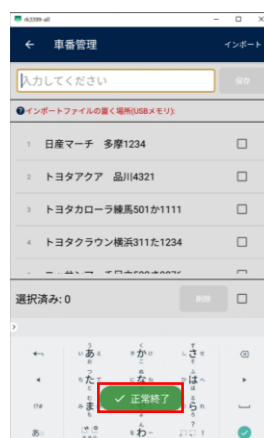 rk3399-all
車番管理
インポート
入力してください
保存
インポートファイルの置く場所(USBメモリ):
1 日産マーチ 多摩1234
2 トヨタアクア 品川4321
3 トヨタカローラ練馬501か1111
4 トヨタクラウン横浜311た1234
選択済み: 0
削除
あ
か
さ
た
な
は
ま
正常終了
ら
わ